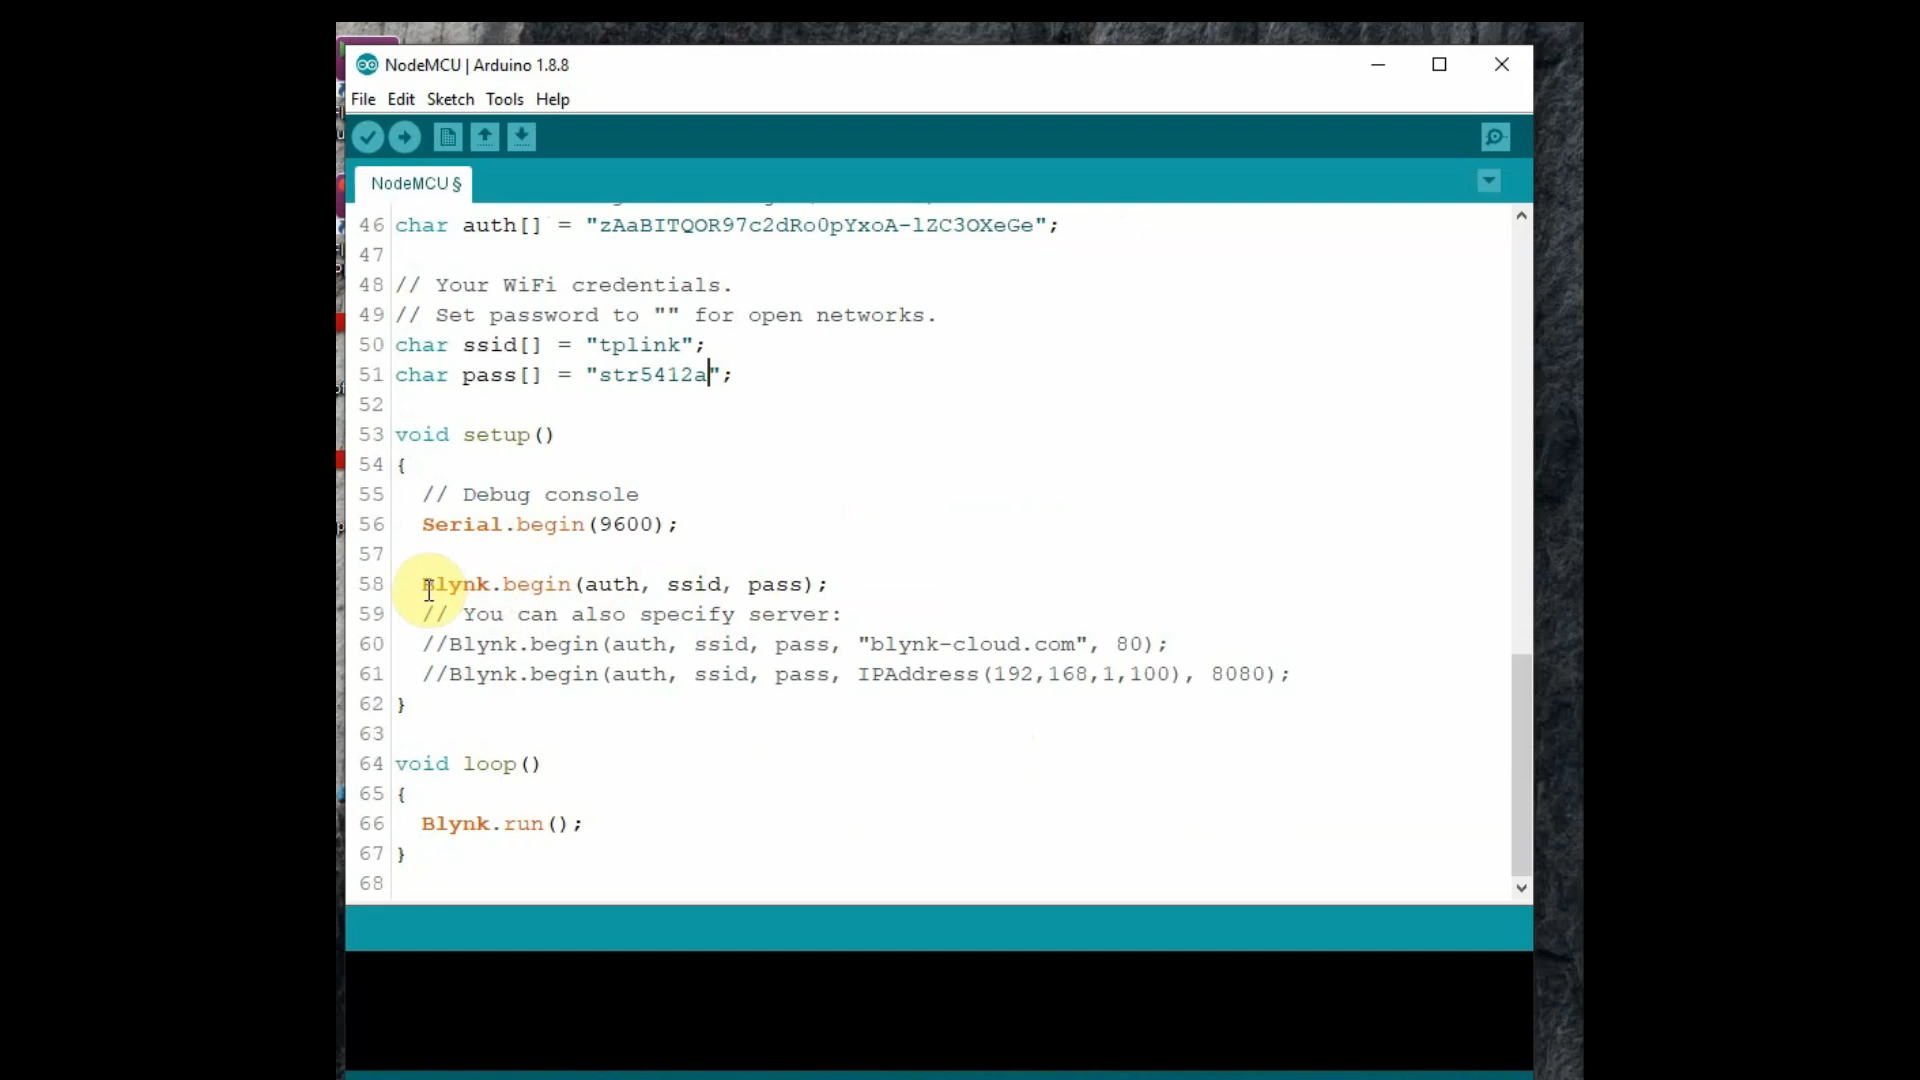 NodeMCU | Arduino 1.8.8
File Edit Sketch Tools Help
NodeMCU §
46 char auth[] = "zAaBITQOR97c2dRo0pYxoA-lZC3OXeGe";
47
48 // Your WiFi credentials.
49 // Set password to "" for open networks.
50 char ssid[] = "tplink";
51 char pass[] = "str5412a";
52
53 void setup()
54 {
55 // Debug console
56 Serial.begin(9600);
57
58 Blynk.begin(auth, ssid, pass);
59 // You can also specify server:
60 //Blynk.begin(auth, ssid, pass, "blynk-cloud.com", 80);
61 //Blynk.begin(auth, ssid, pass, IPAddress(192,168,1,100), 8080);
62 }
63
64 void loop()
65 {
66 Blynk.run();
67 }
68